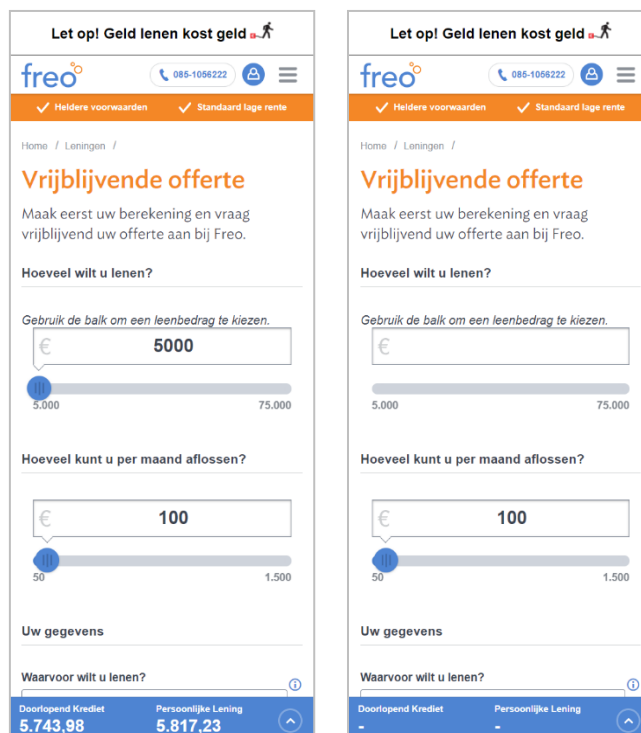 Let op! Geld lenen kost geld
freo
085-1056222
Heldere voorwaarden
Standaard lage rente
Home / Leningen /
Vrijblijvende offerte
Maak eerst uw berekening en vraag
vrijblijvend uw offerte aan bij Freo.
Hoeveel wilt u lenen?
Gebruik de balk om een leenbedrag te kiezen.
€ 5000
5.000 75.000
Hoeveel kunt u per maand aflossen?
€ 100
50 1.500
Uw gegevens
Waarvoor wilt u lenen?
Doorlopend Krediet Persoonlijke Lening
5.743,98 5.817,23
Let op! Geld lenen kost geld
freo
085-1056222
Heldere voorwaarden
Standaard lage rente
Home / Leningen /
Vrijblijvende offerte
Maak eerst uw berekening en vraag
vrijblijvend uw offerte aan bij Freo.
Hoeveel wilt u lenen?
Gebruik de balk om een leenbedrag te kiezen.
€
5.000 75.000
Hoeveel kunt u per maand aflossen?
€ 100
50 1.500
Uw gegevens
Waarvoor wilt u lenen?
Doorlopend Krediet Persoonlijke Lening
- -